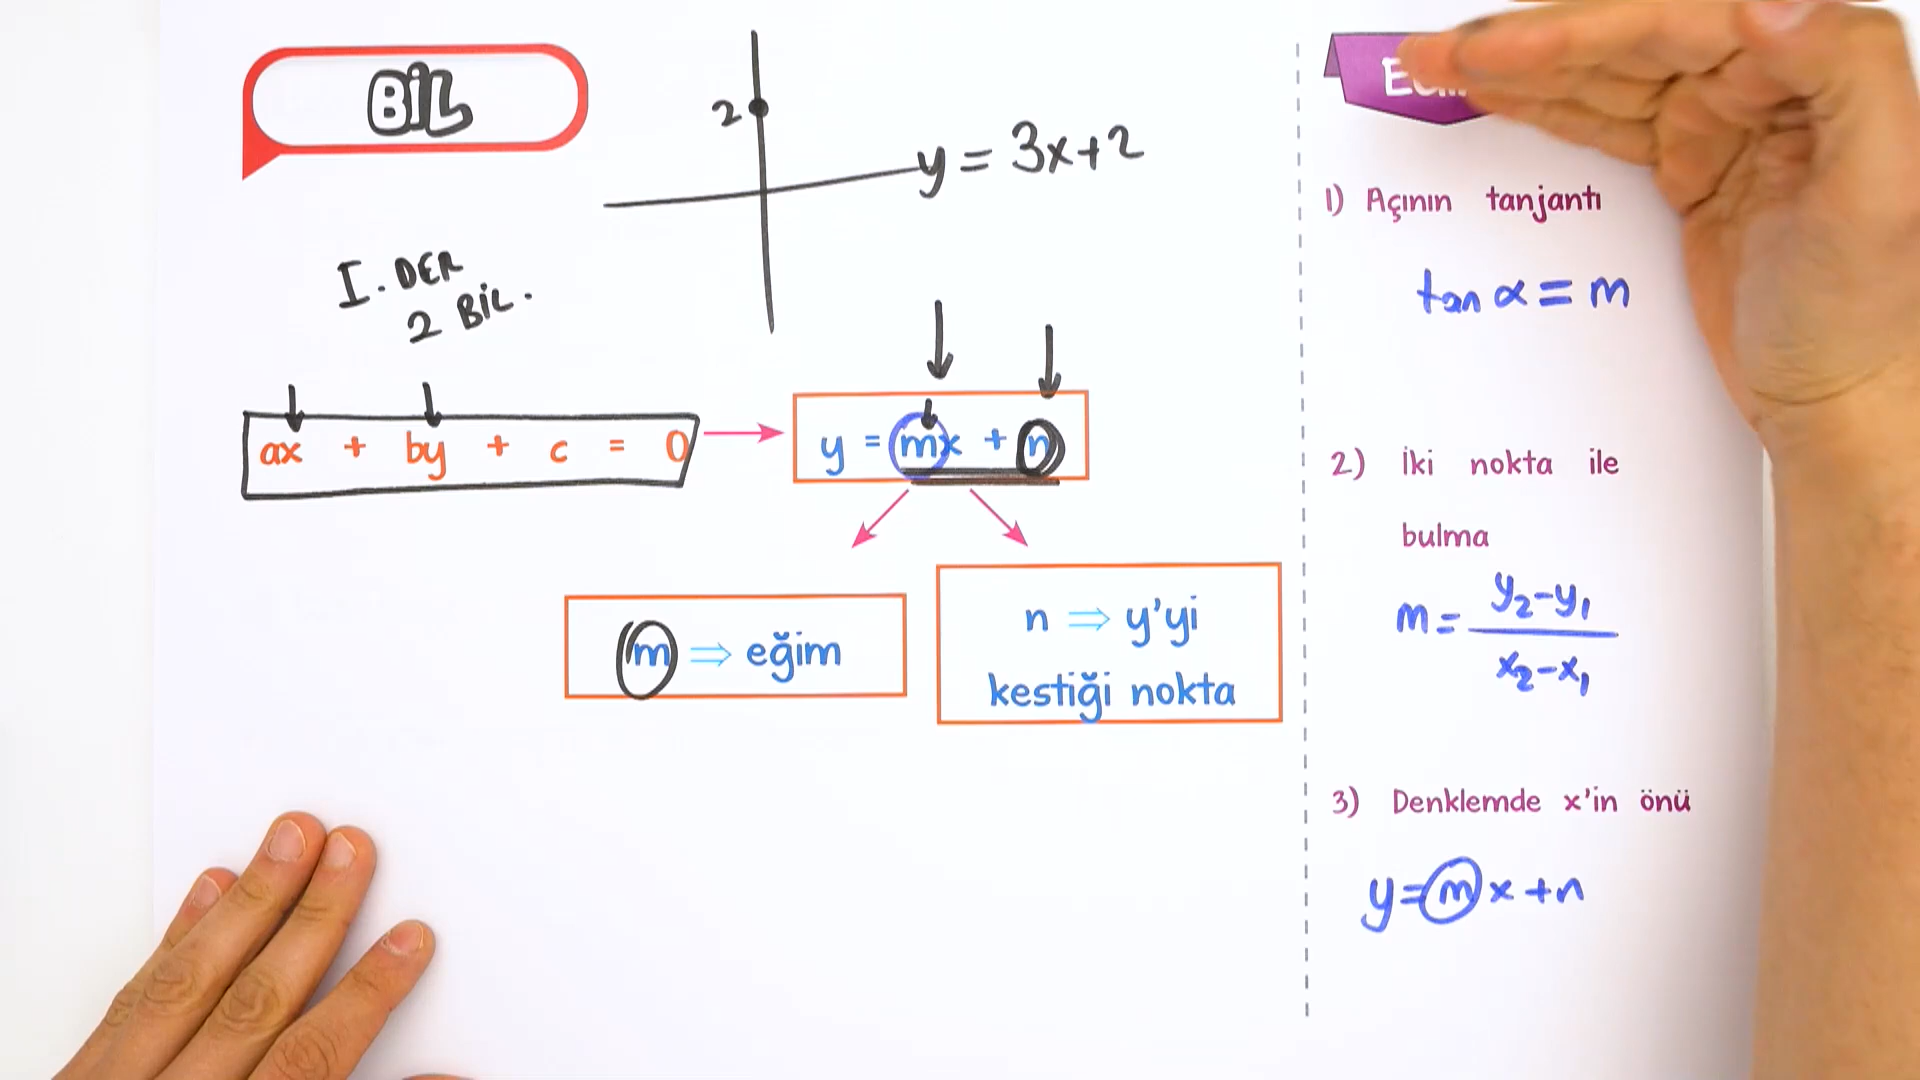 BİL
2
y = 3x+2
I. DER
2 BİL.
ax + by + c = 0
y = mx + n
m ⇒ eğim
n ⇒ y'yi
kestiği nokta
1) Açının tanjantı
tan α = m
2) İki nokta ile
bulma
m = y₂-y₁ / x₂-x₁
3) Denklemde x'in önü
y = m x + n